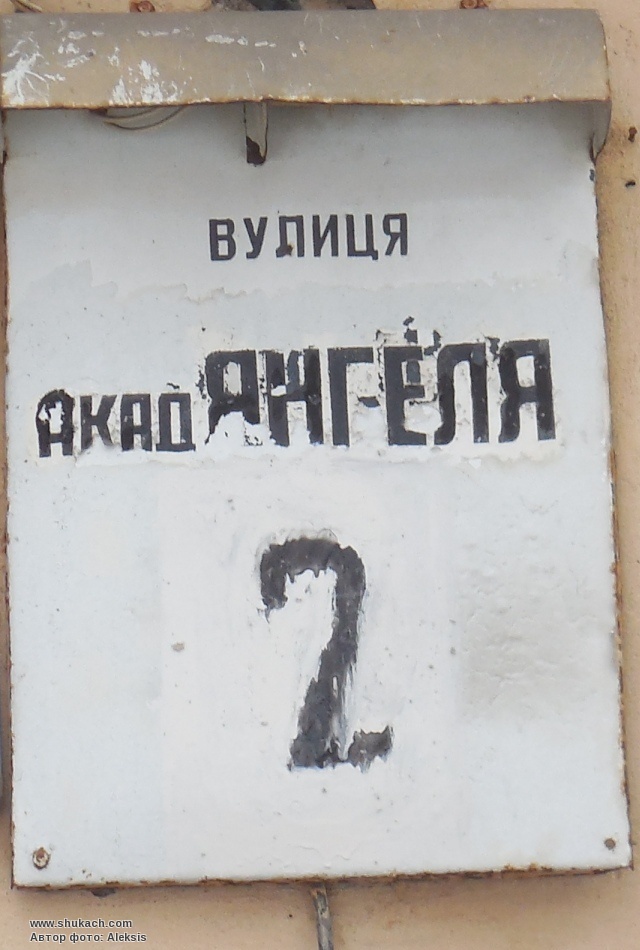 ВУЛИЦЯ
АКАД ЯНГЕЛЯ
2
www.shukach.com
Автор фото: Aleksis